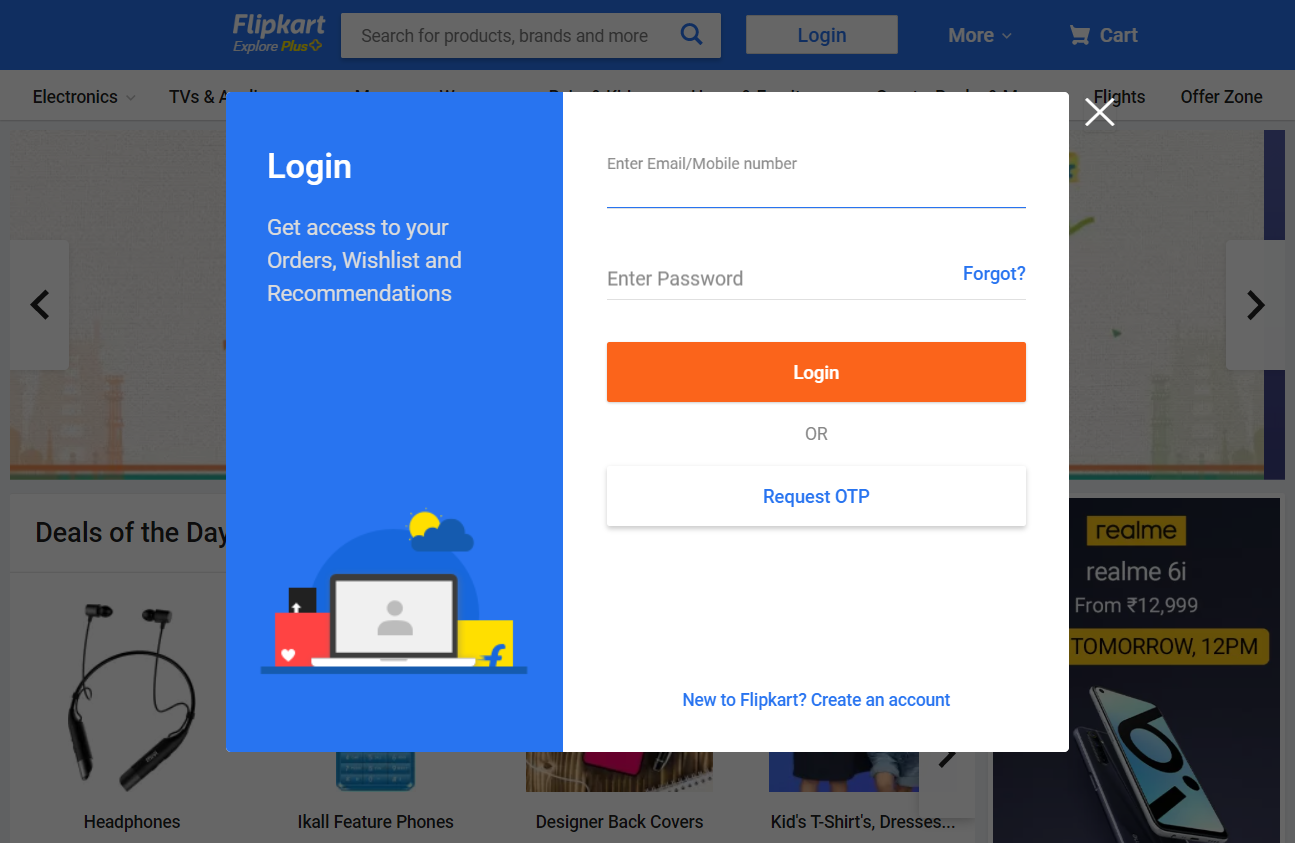 Flipkart
Explore Plus
Search for products, brands and more
Login
More
Cart
Electronics
TVs &
Flights
Offer Zone
Login
Get access to your
Orders, Wishlist and
Recommendations
Enter Email/Mobile number
Enter Password
Forgot?
Login
OR
Request OTP
New to Flipkart? Create an account
Deals of the Day
realme
realme 6i
From ₹12,999
TOMORROW, 12PM
6i
Headphones
Ikall Feature Phones
Designer Back Covers
Kid's T-Shirt's, Dresses...